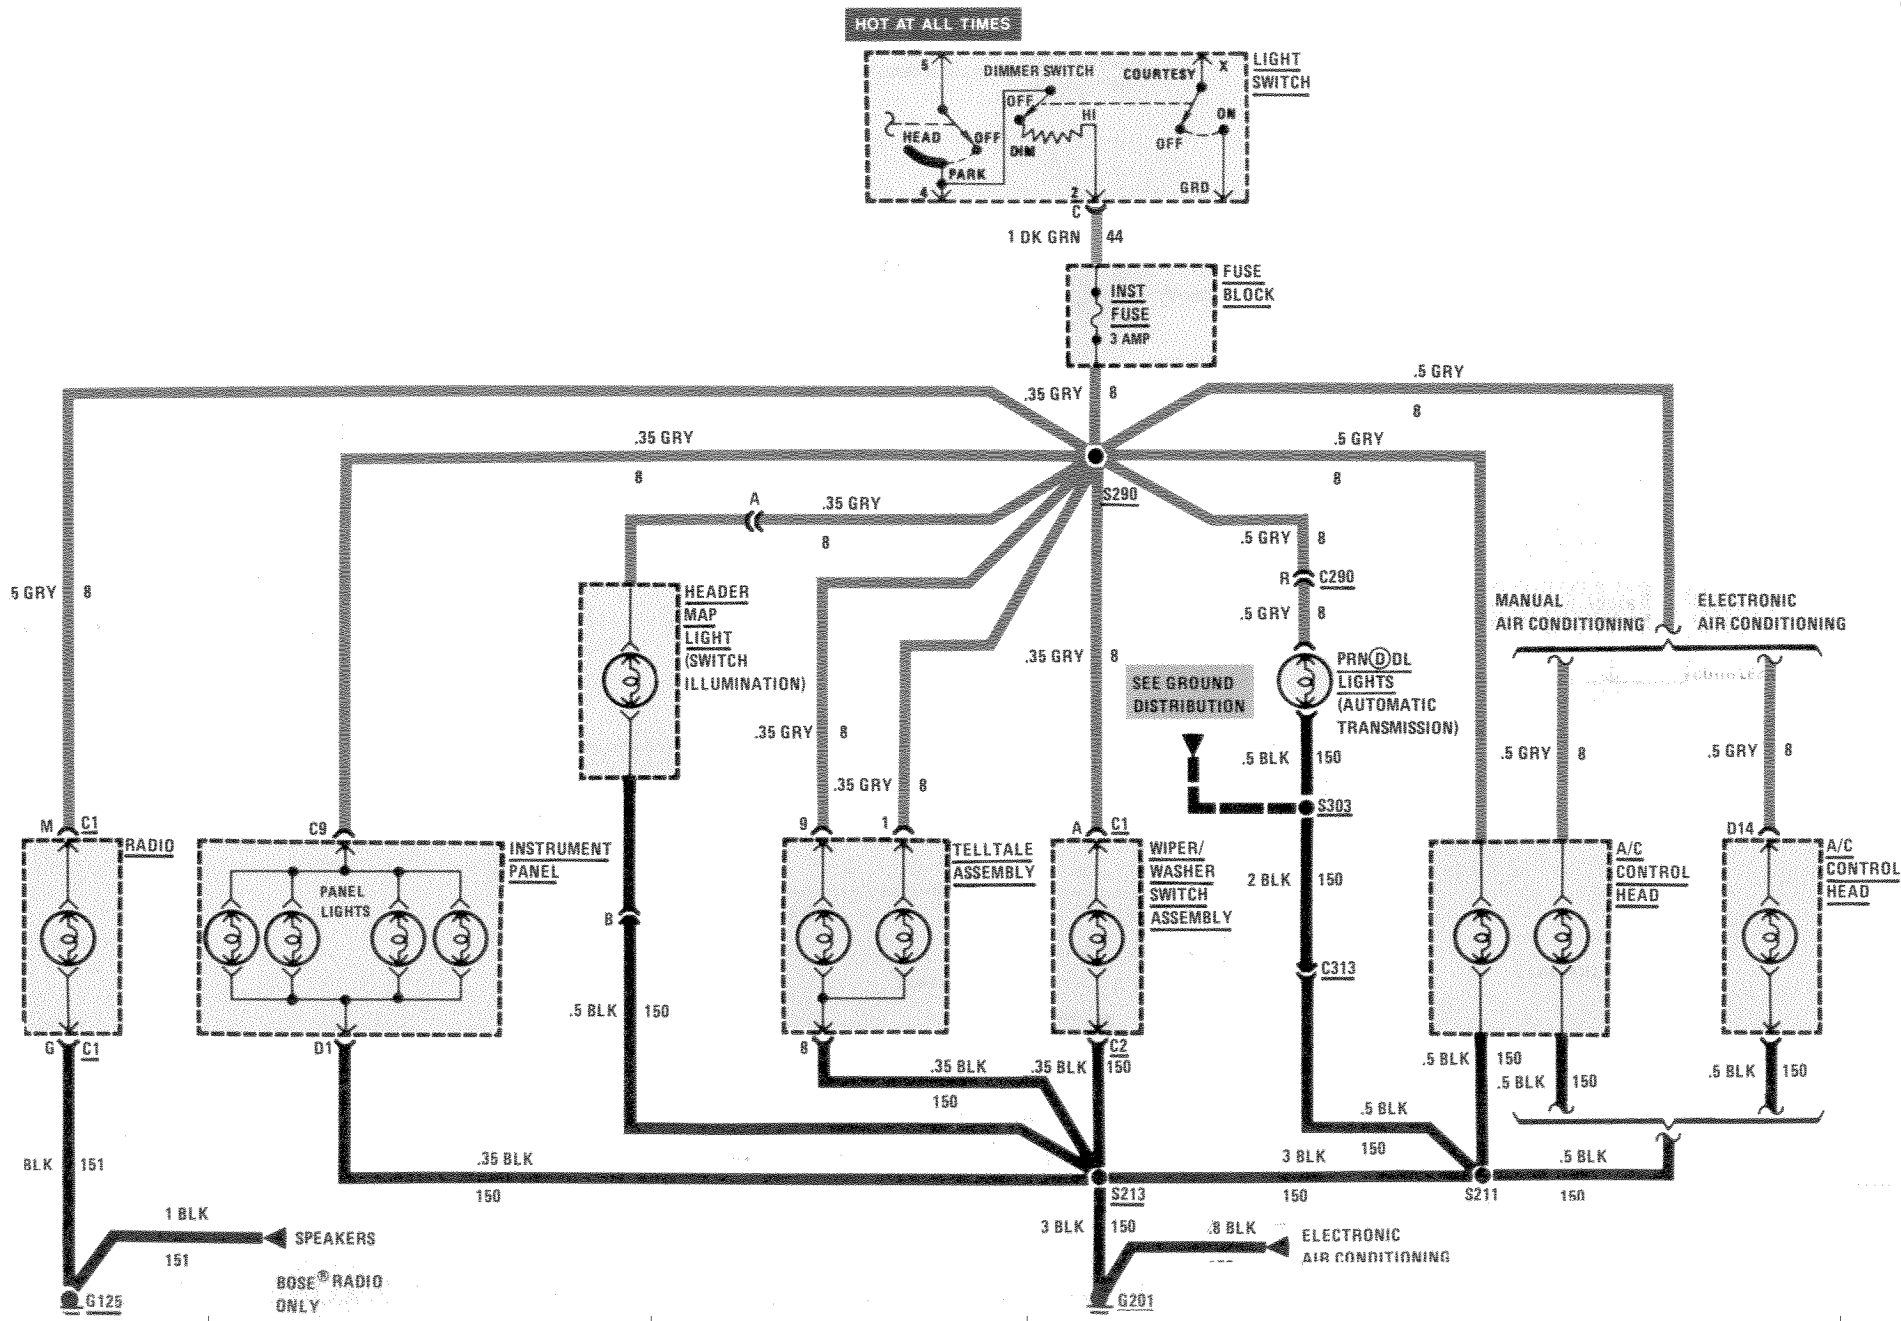 HOT AT ALL TIMES
LIGHT
SWITCH
5
DIMMER SWITCH
COURTESY
X
OFF
HI
ON
HEAD
OFF
DIM
OFF
PARK
4
2
GRD
C
1 DK GRN
44
FUSE
BLOCK
INST
FUSE
3 AMP
.35 GRY
8
.5 GRY
8
.35 GRY
8
.5 GRY
8
S290
A
.35 GRY
8
.5 GRY
8
R
C290
.5 GRY
8
5 GRY
8
HEADER
MAP
LIGHT
(SWITCH
ILLUMINATION)
MANUAL
AIR CONDITIONING
ELECTRONIC
AIR CONDITIONING
.35 GRY
8
SEE GROUND
DISTRIBUTION
PRNDDL
LIGHTS
(AUTOMATIC
TRANSMISSION)
.35 GRY
8
.35 GRY
8
.5 BLK
150
.5 GRY
8
.5 GRY
8
S303
M
C1
RADIO
C9
INSTRUMENT
PANEL
PANEL
LIGHTS
9
1
TELLTALE
ASSEMBLY
A
C1
WIPER/
WASHER
SWITCH
ASSEMBLY
2 BLK
150
A/C
CONTROL
HEAD
D14
A/C
CONTROL
HEAD
B
C313
.5 BLK
150
G
C1
D1
8
C2
.35 BLK
150
.35 BLK
150
.5 BLK
150
.5 BLK
150
.5 BLK
150
.5 BLK
150
BLK
151
.35 BLK
150
3 BLK
150
.5 BLK
150
S213
S211
1 BLK
151
SPEAKERS
3 BLK
150
.8 BLK
ELECTRONIC
AIR CONDITIONING
BOSE® RADIO
ONLY
G125
G201